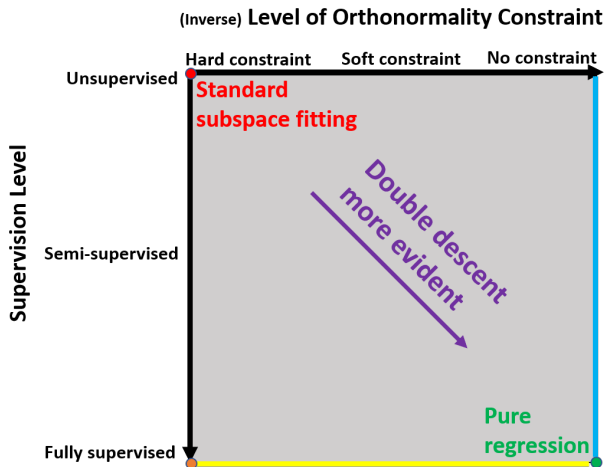 (Inverse) Level of Orthonormality Constraint
Hard constraint Soft constraint No constraint
Unsupervised
Standard
subspace fitting
Double descent
more evident
Supervision Level
Semi-supervised
Pure
regression
Fully supervised